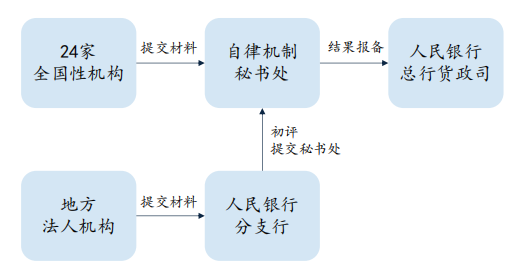 24家
全国性机构
提交材料
自律机制
秘书处
结果报备
人民银行
总行货政司
初评
提交秘书处
地方
法人机构
提交材料
人民银行
分支行